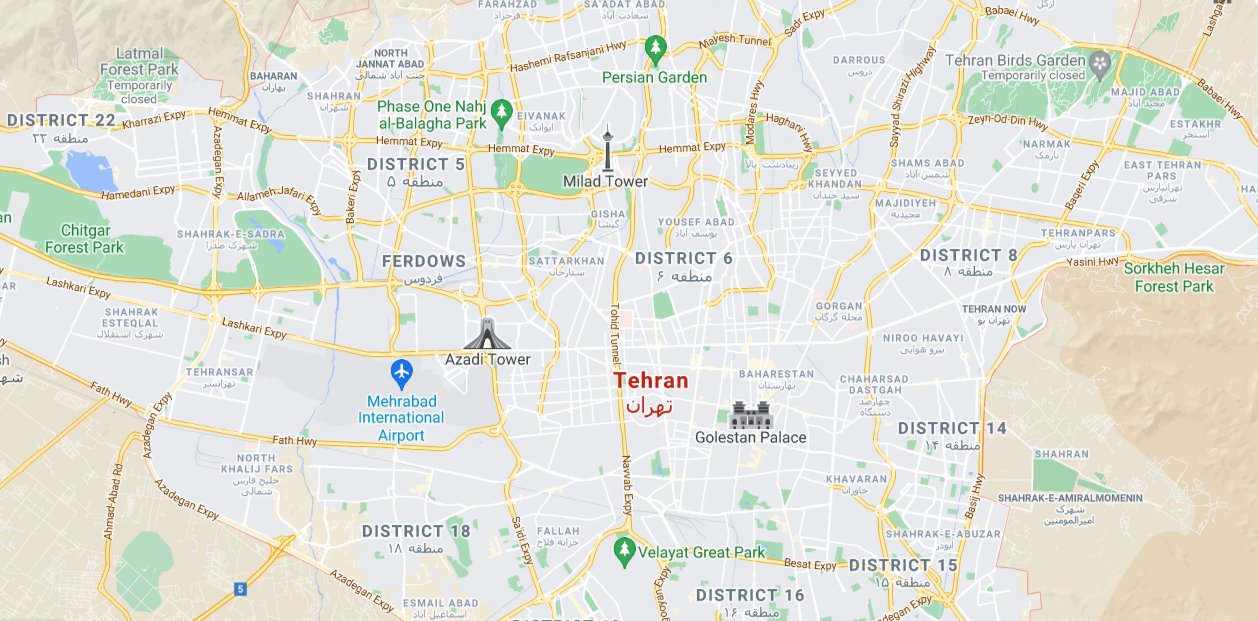 FARAHZAD
فرحزاد
SA'ADAT ABAD
سعادت آباد
Niayesh Tunnel
Sadr Expy
Babaei Hwy
ازگل
Lashga
Hashemi Rafsanjani Hwy
Persian Garden
Latmal
Forest Park
Temporarily
closed
NORTH
JANNAT ABAD
جنت آباد شمالی
BAHARAN
بهاران
SHAHRAN
شهران
DARROUS
دروس
Tehran Birds Garden
Temporarily closed
MAJID ABAD
مجید آباد
Babaei Hwy
Phase One Nahj
al-Balagha Park
EIVANAK
ایوانک
DISTRICT 22
منطقه ۲۲
Kharrazi Expy
Hemmat Expy
Hemmat Expy
Hemmat Expy
Hemmat Expy
Modares Hwy
Haghani Hwy
Sayyad Shirazi Highway
Zeyn-Od-Din Hwy
ESTAKHR
استخر
NARMAK
نارمک
Azadegan Expy
DISTRICT 5
منطقه ۵
Milad Tower
زیبادشت بالا
SEYYED
KHANDAN
سید خندان
SHAMS ABAD
شمس آباد
EAST TEHRAN
PARS
تهرانپارس
شرقی
HA
Hamedani Expy
Allameh Jafari Expy
Bakeri Expy
Baqeri Expy
GISHA
گیشا
YOUSEF ABAD
یوسف آباد
MAJIDIYEH
مجیدیه
an
Chitgar
Forest Park
SHAHRAK-E-SADRA
شهرک صدرا
TEHRANPARS
تهران پارس
FERDOWS
فردوس
SATTARKHAN
ستارخان
DISTRICT 6
منطقه ۶
DISTRICT 8
منطقه ۸
Yasini Hwy
Sorkheh Hesar
Forest Park
AR
Lashkari Expy
SHAHRAK
ESTEQLAL
شهرک استقلال
Lashkari Expy
Tohid Tunnel
GORGAN
محله گرگان
TEHRAN NOW
تهران نو
NIROO HAVAYI
نیرو هوایی
sh
شهر
Azadi Tower
TEHRANSAR
تهرانسر
Mehrabad
International
Airport
Tehran
تهران
BAHARESTAN
بهارستان
CHAHARSAD
DASTGAH
چهارصد
دستگاه
Fath Hwy
Azadegan Expy
Golestan Palace
DISTRICT 14
منطقه ۱۴
Fath Hwy
NORTH
KHALIJ FARS
خلیج فارس
شمالی
Navvab Expy
SHAHRAN
KHAVARAN
خاوران
Basij Hwy
SHAHRAK-E-AMIRALMOMENIN
شهرک
امیرالمومنین
Ahmad-Abad Rd
Azadegan Expy
DISTRICT 18
منطقه ۱۸
Sa'idi Expy
FALLAH
خزانه فلاح
SHAHRAK-E-ABUZAR
ابوذر
Velayat Great Park
Besat Expy
DISTRICT 15
منطقه ۱۵
5
Azadegan Expy
ESMAIL ABAD
اسماعیل آباد
DISTRICT 16
منطقه ۱۶
Azadegan Expy